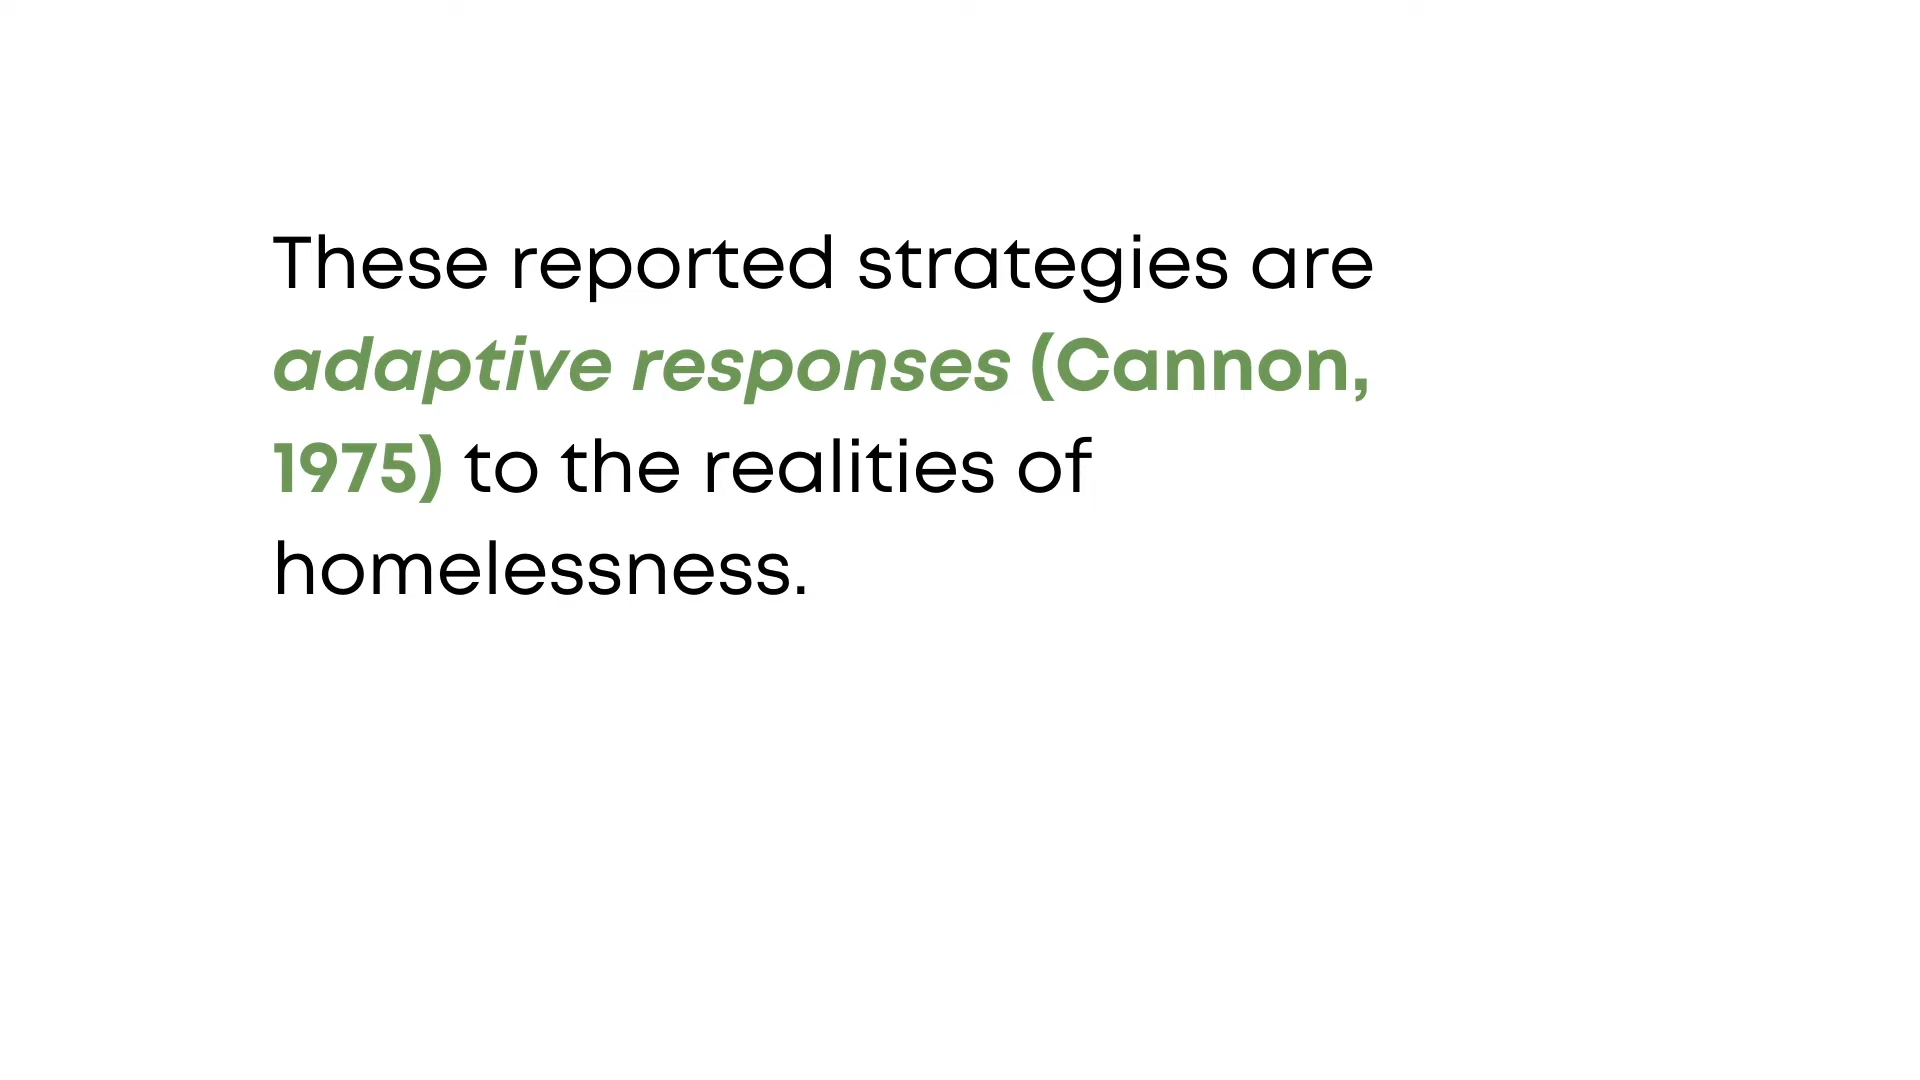 These reported strategies are
adaptive responses (Cannon,
1975) to the realities of
homelessness.